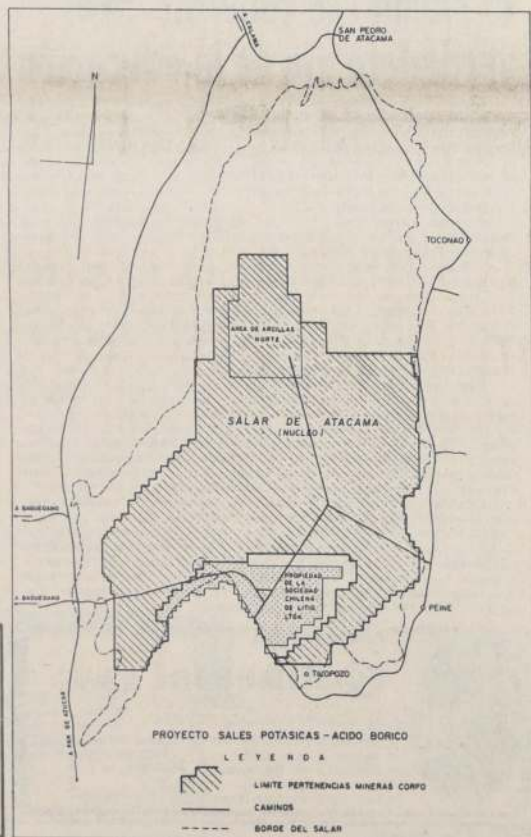 A CALAMA
SAN PEDRO
DE ATACAMA
N
TOCONAO
AREA DE ARCILLAS
NORTE
SALAR DE ATACAMA
(NUCLEO)
A BAQUEDANO
PROPIEDAD
DE LA
SOCIEDAD
CHILENA
DE LITIO
LTDA.
A BAQUEDANO
PEINE
TILOPOZO
A PAN DE AZUCAR
PROYECTO SALES POTASICAS - ACIDO BORICO
LEYENDA
LIMITE PERTENENCIAS MINERAS CORFO
CAMINOS
BORDE DEL SALAR